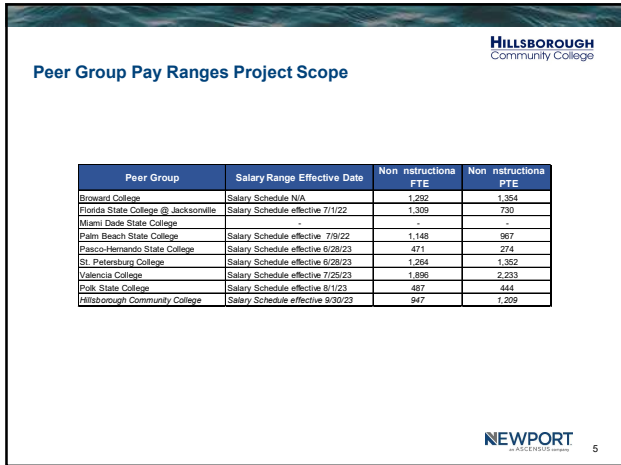 HILLSBOROUGH
Community College
Peer Group Pay Ranges Project Scope
Peer Group Salary Range Effective Date Non nstructiona FTE Non nstructiona PTE
Broward College Salary Schedule N/A 1,292 1,354
Florida State College @ Jacksonville Salary Schedule effective 7/1/22 1,309 730
Miami Dade State College - - -
Palm Beach State College Salary Schedule effective 7/9/22 1,148 967
Pasco-Hernando State College Salary Schedule effective 6/28/23 471 274
St. Petersburg College Salary Schedule effective 6/28/23 1,264 1,352
Valencia College Salary Schedule effective 7/25/23 1,896 2,233
Polk State College Salary Schedule effective 8/1/23 487 444
Hillsborough Community College Salary Schedule effective 9/30/23 947 1,209
NEWPORT
an ASCENSUS company
5